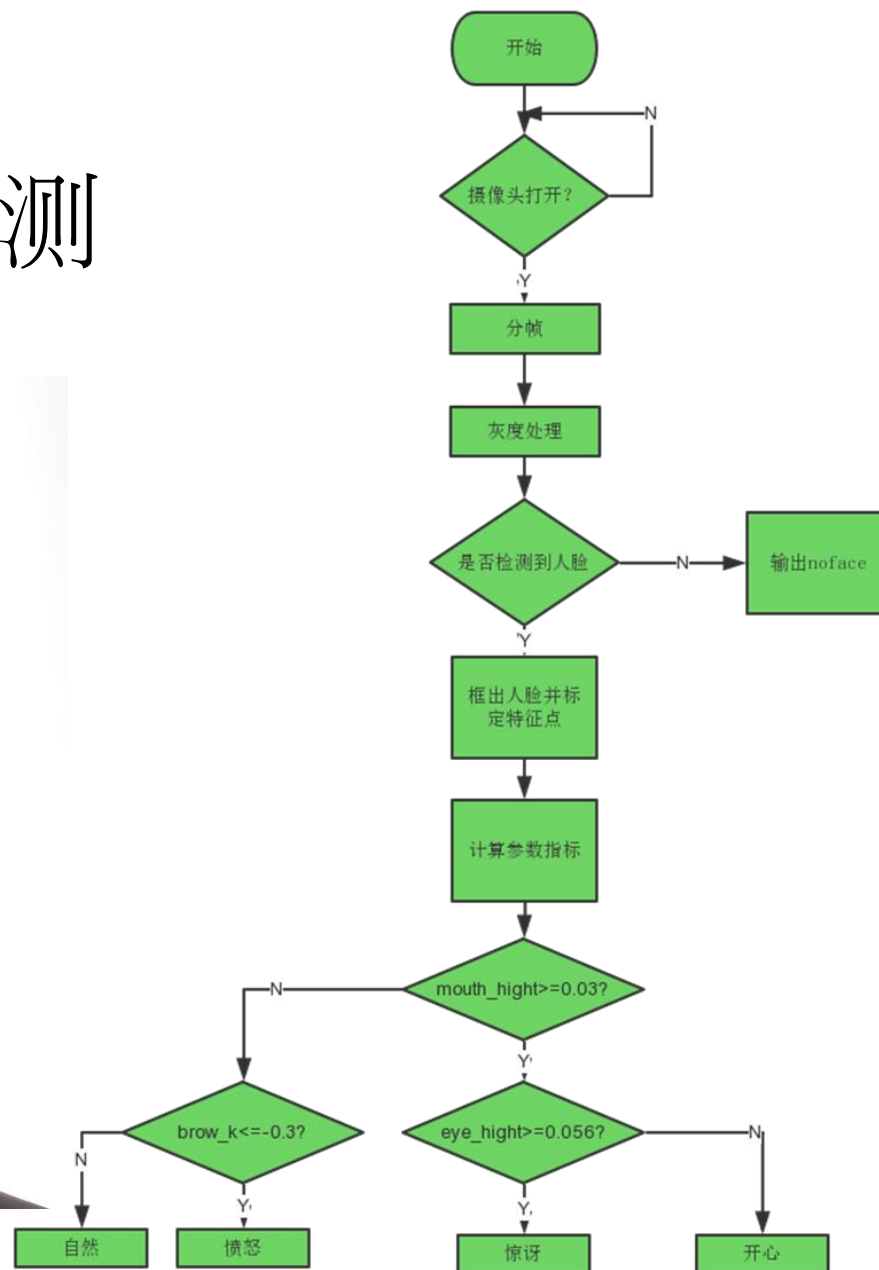 测
开始
N
摄像头打开?
Y
分帧
灰度处理
是否检测到人脸
N
输出noface
Y
框出人脸并标
定特征点
计算参数指标
mouth_hight>=0.03?
N
Y
brow_k<=-0.3?
eye_hight>=0.056?
N
N
Y
Y
自然
愤怒
惊讶
开心